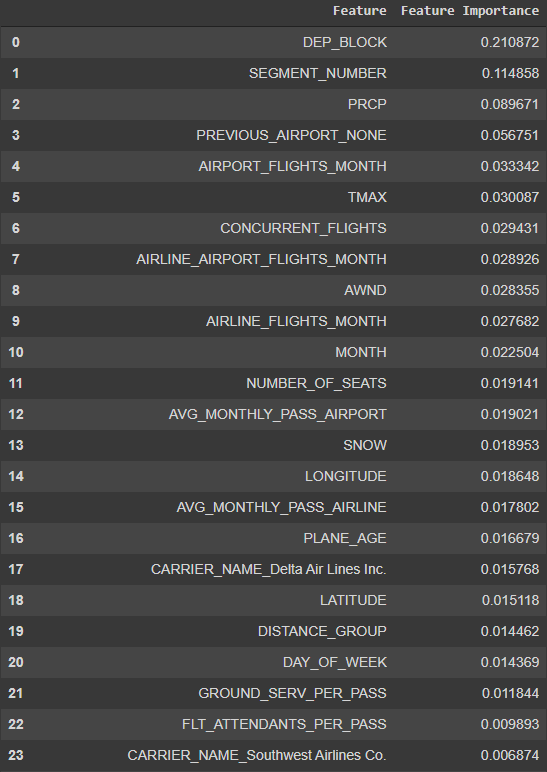 Feature Feature Importance
0 DEP_BLOCK 0.210872
1 SEGMENT_NUMBER 0.114858
2 PRCP 0.089671
3 PREVIOUS_AIRPORT_NONE 0.056751
4 AIRPORT_FLIGHTS_MONTH 0.033342
5 TMAX 0.030087
6 CONCURRENT_FLIGHTS 0.029431
7 AIRLINE_AIRPORT_FLIGHTS_MONTH 0.028926
8 AWND 0.028355
9 AIRLINE_FLIGHTS_MONTH 0.027682
10 MONTH 0.022504
11 NUMBER_OF_SEATS 0.019141
12 AVG_MONTHLY_PASS_AIRPORT 0.019021
13 SNOW 0.018953
14 LONGITUDE 0.018648
15 AVG_MONTHLY_PASS_AIRLINE 0.017802
16 PLANE_AGE 0.016679
17 CARRIER_NAME_Delta Air Lines Inc. 0.015768
18 LATITUDE 0.015118
19 DISTANCE_GROUP 0.014462
20 DAY_OF_WEEK 0.014369
21 GROUND_SERV_PER_PASS 0.011844
22 FLT_ATTENDANTS_PER_PASS 0.009893
23 CARRIER_NAME_Southwest Airlines Co. 0.006874